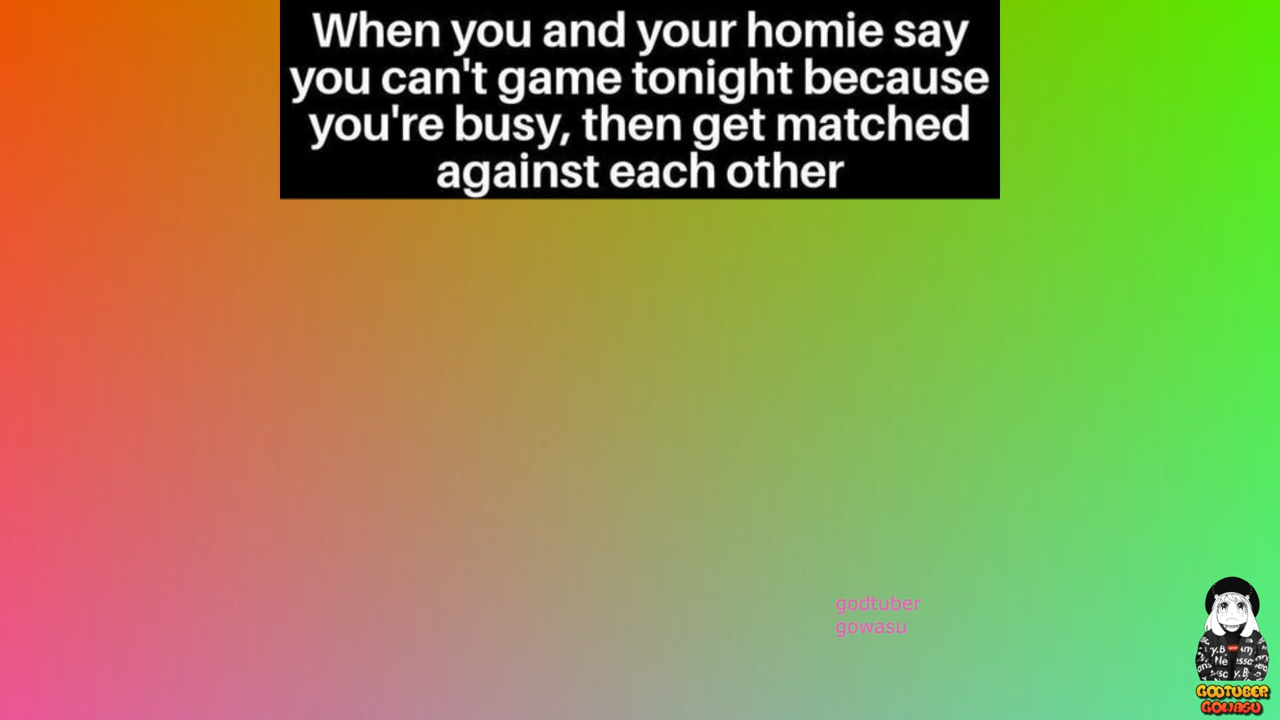 When you and your homie say
you can't game tonight because
you're busy, then get matched
against each other
godtuber
gowasu
GODTUBER
GOWASU